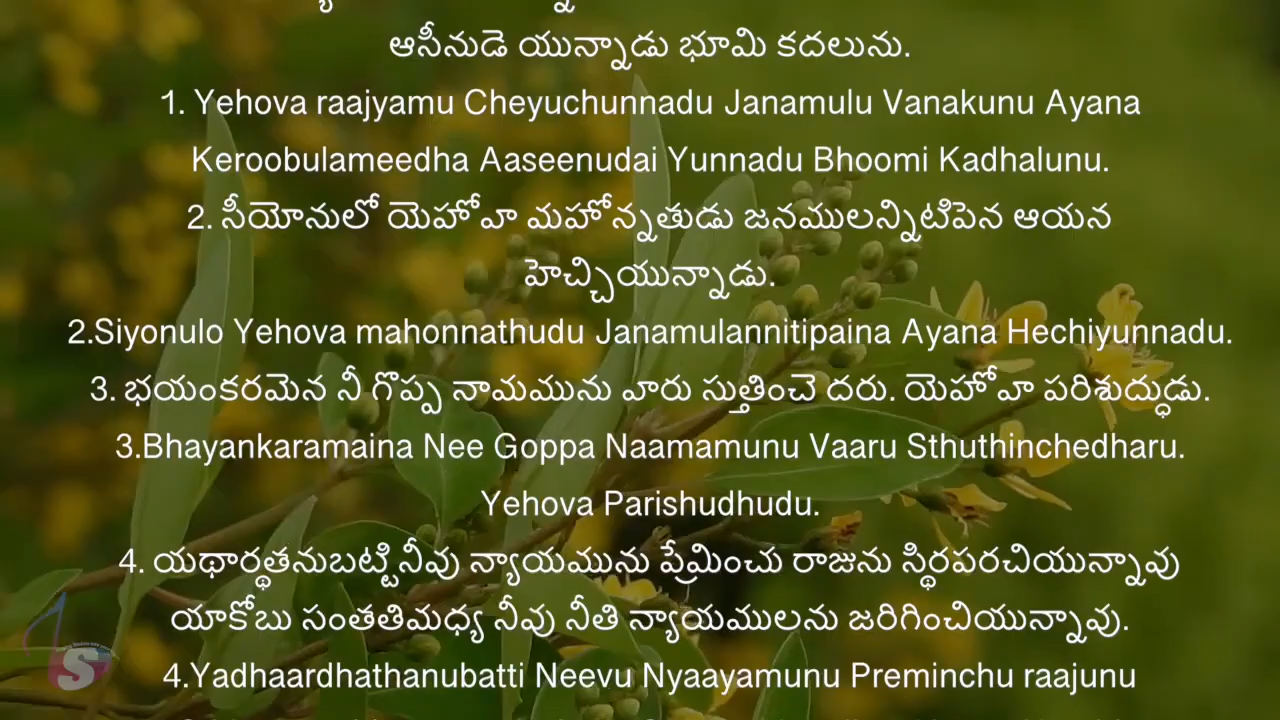 ఆసీనుడె యున్నాడు భూమి కదలును.
1. Yehova raajyamu Cheyuchunnadu Janamulu Vanakunu Ayana
Keroobulameedha Aaseenudai Yunnadu Bhoomi Kadhalunu.
2. సీయోనులో యెహోవా మహోన్నతుడు జనములన్నిటిపెన ఆయన
హెచ్చియున్నాడు.
2.Siyonulo Yehova mahonnathudu Janamulannitipaina Ayana Hechiyunnadu.
3. భయంకరమెన నీ గొప్ప నామమును వారు స్తుతించె దరు. యెహోవా పరిశుద్ధుడు.
3.Bhayankaramaina Nee Goppa Naamamunu Vaaru Sthuthinchedharu.
Yehova Parishudhudu.
4. యథార్థతనుబట్టినీవు న్యాయమును ప్రేమించు రాజును స్థిరపరచియున్నావు
యాకోబు సంతతిమధ్య నీవు నీతి న్యాయములను జరిగించియున్నావు.
4.Yadhaardhathanubatti Neevu Nyaayamunu Preminchu raajunu
S